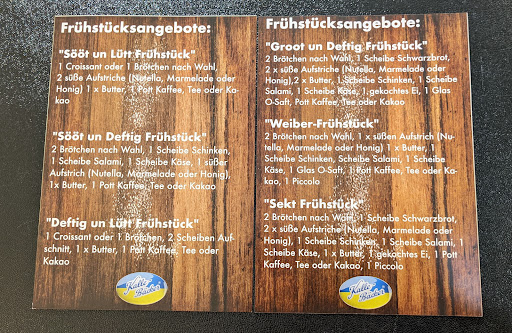 Frühstücksangebote:
"Sööt un Lütt Frühstück"
1 Croissant oder 1 Brötchen nach Wahl,
2 x süße Aufstriche (Nutella, Marmelade oder
Honig) 1 x Butter, 1 Pott Kaffee, Tee oder Ka-
kao
"Sööt un Deftig Frühstück"
2 Brötchen nach Wahl, 1 Scheibe Schinken,
1 Scheibe Salami, 1 Scheibe Käse, 1 süßer
Aufstrich (Nutella, Marmelade oder Honig),
1x Butter, 1 Pott Kaffee, Tee oder Kakao
"Deftig un Lütt Frühstück"
1 Croissant oder 1 Brötchen, 2 Scheiben Auf-
schnitt, 1 x Butter, 1 Pott Kaffee, Tee oder
Kakao
Kalle
Bäcker
Frühstücksangebote:
"Groot un Deftig Frühstück"
2 Brötchen nach Wahl, 1 Scheibe Schwarzbrot,
2 x süße Aufstriche (Nutella, Marmelade oder
Honig),2 x Butter, 1 Scheibe Schinken, 1 Scheibe
Salami, 1 Scheibe Käse, 1 gekochtes Ei, 1 Glas
O-Saft, Pott Kaffee, Tee oder Kakao
"Weiber-Frühstück"
2 Brötchen nach Wahl, 1 x süßen Aufstrich (Nu-
tella, Marmelade oder Honig) 1 x Butter, 1
Scheibe Schinken, Scheibe Salami, 1 Scheibe
Käse, 1 Glas O-Saft, 1 Pott Kaffee, Tee oder Ka-
kao, 1 Piccolo
"Sekt Frühstück"
2 Brötchen nach Wahl, 1 Scheibe Schwarzbrot,
2 x süße Aufstriche (Nutella, Marmelade oder
Honig), 1 Scheibe Schinken, 1 Scheibe Salami, 1
Scheibe Käse, 1 x Butter, 1 gekochtes Ei, 1 Pott
Kaffee, Tee oder Kakao, 1 Piccolo
Kalle
Bäcker